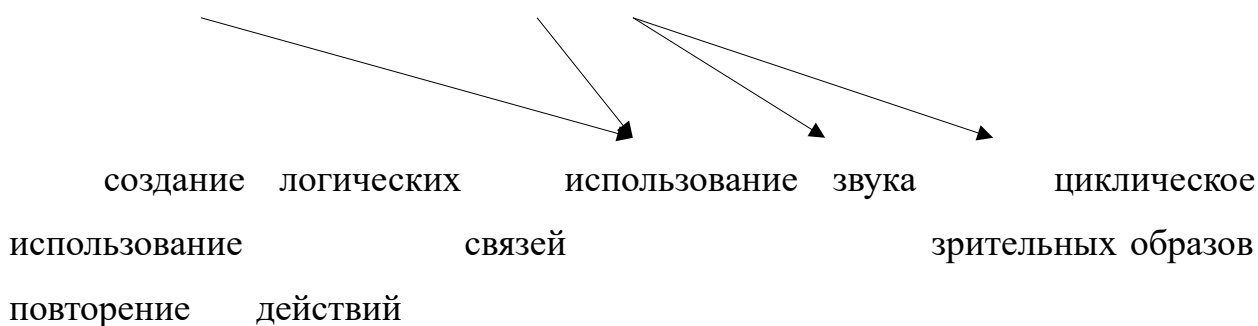 создание логических использование звука циклическое
использование связей зрительных образов
повторение действий